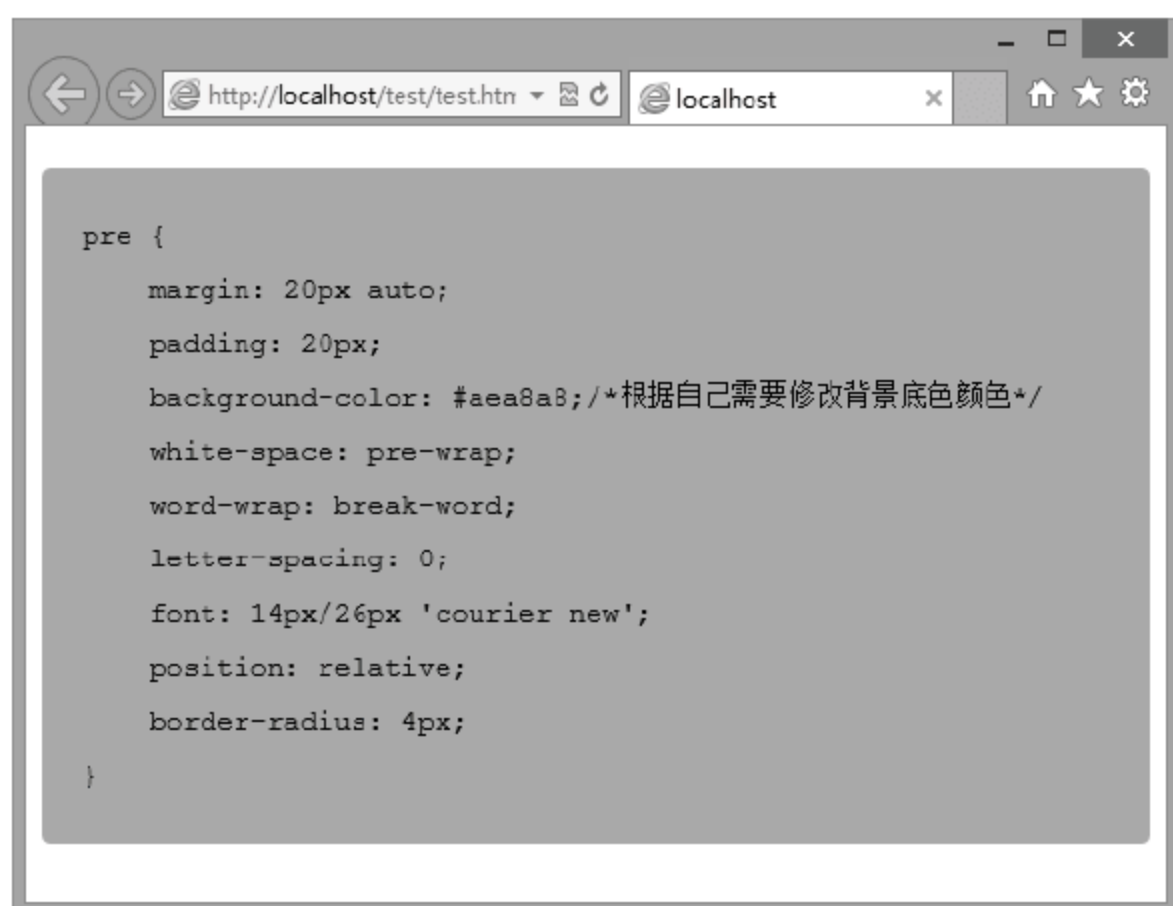 http://localhost/test/test.htm
localhost
pre {
    margin: 20px auto;
    padding: 20px;
    background-color: #aea8a8;/*根据自己需要修改背景底色颜色*/
    white-space: pre-wrap;
    word-wrap: break-word;
    letter-spacing: 0;
    font: 14px/26px 'courier new';
    position: relative;
    border-radius: 4px;
}